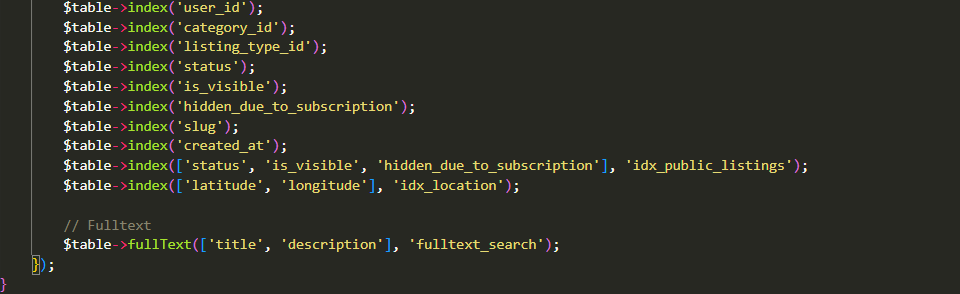 $table->index('user_id');
$table->index('category_id');
$table->index('listing_type_id');
$table->index('status');
$table->index('is_visible');
$table->index('hidden_due_to_subscription');
$table->index('slug');
$table->index('created_at');
$table->index(['status', 'is_visible', 'hidden_due_to_subscription'], 'idx_public_listings');
$table->index(['latitude', 'longitude'], 'idx_location');
// Fulltext
$table->fullText(['title', 'description'], 'fulltext_search');
});
}